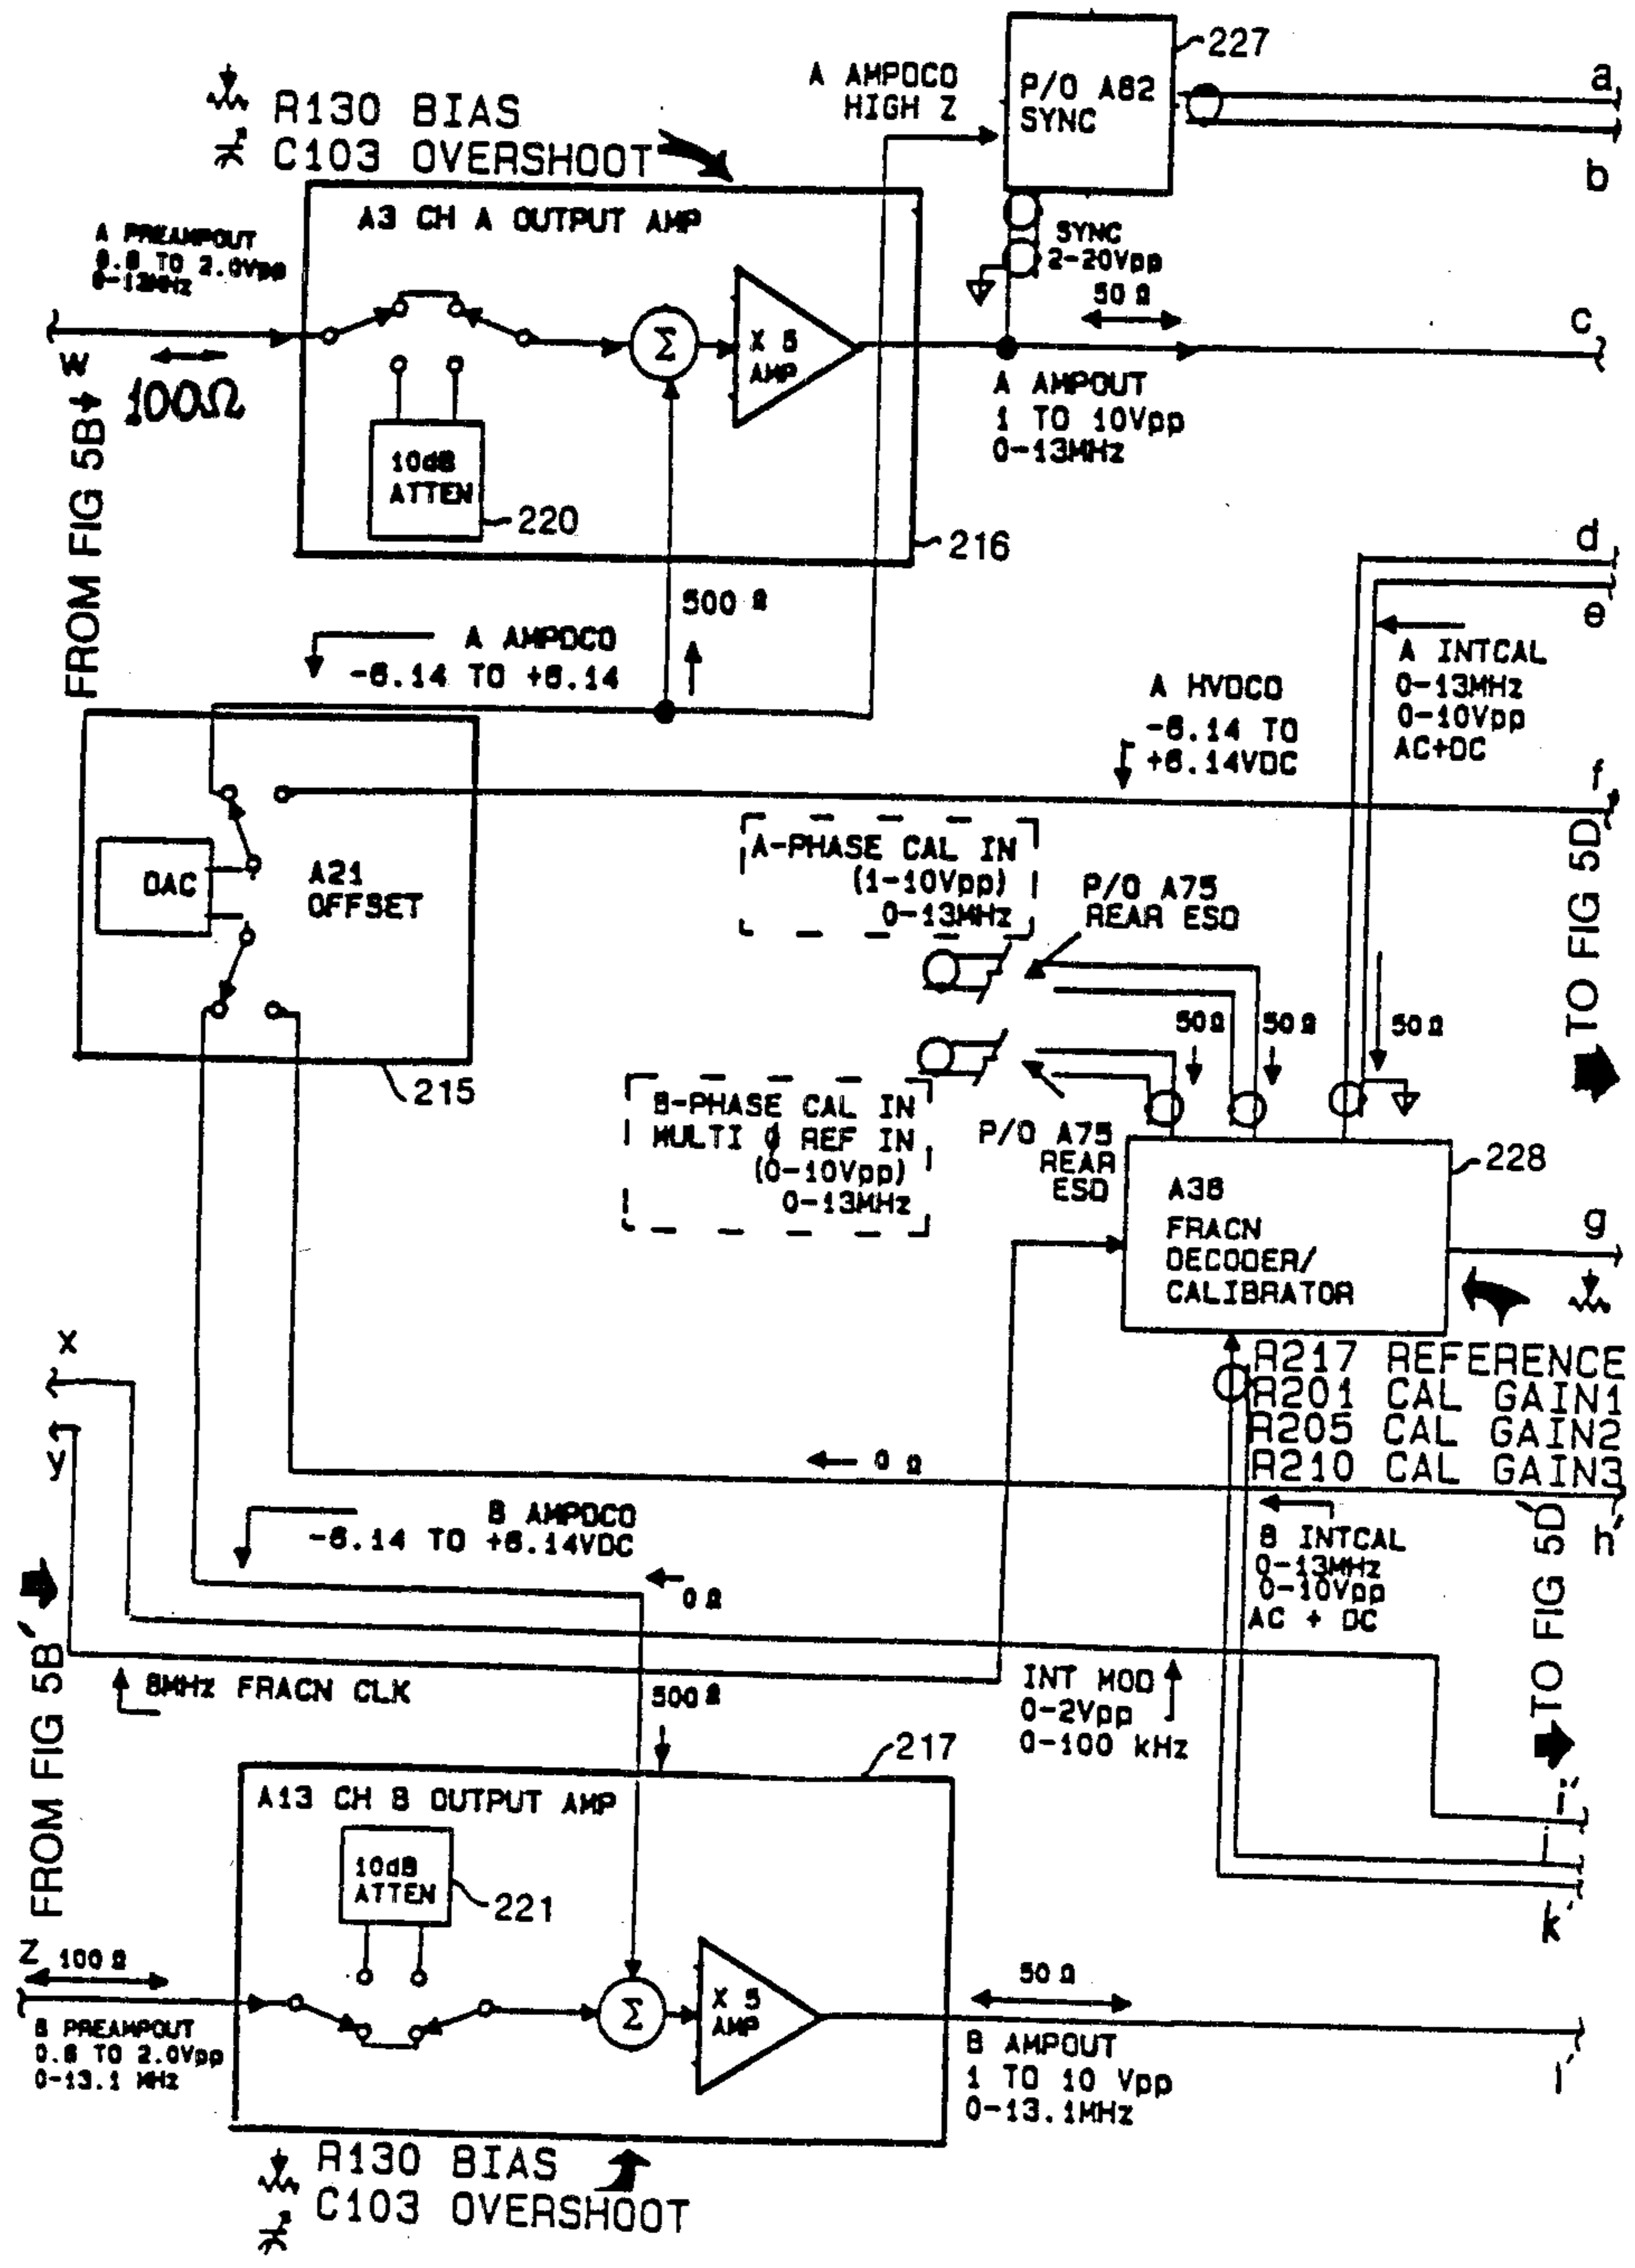 227
a
A AMPDCO
HIGH Z
P/O A82
SYNC
R130 BIAS
C103 OVERSHOOT
b
A3 CH A OUTPUT AMP
A PREAMPOUT
TO 2.0Vpp
SYNC
2-20Vpp
50 Ω
c
w
100Ω
Σ
X 5
AMP
A AMPOUT
1 TO 10Vpp
0-13MHz
10dB
ATTEN
220
216
FROM FIG 5B
d
e
500 Ω
A AMPDCO
-6.14 TO +6.14
A INTCAL
0-13MHz
0-10Vpp
AC+DC
A HVDCO
-6.14 TO
+6.14VDC
f
A-PHASE CAL IN
(1-10Vpp)
0-13MHz
P/O A75
REAR ESD
DAC
A21
OFFSET
TO FIG 5D
50 Ω
50 Ω
50 Ω
215
B-PHASE CAL IN
MULTI ϕ REF IN
(0-10Vpp)
0-13MHz
P/O A75
REAR
ESD
228
A36
FRACN
DECODER/
CALIBRATOR
g
x
R217 REFERENCE
R201 CAL GAIN1
R205 CAL GAIN2
R210 CAL GAIN3
y
0 Ω
h'
B AMPDCO
-6.14 TO +6.14VDC
B INTCAL
0-13MHz
0-10Vpp
AC + DC
0 Ω
FROM FIG 5B'
TO FIG 5D'
8MHz FRACN CLK
500 Ω
INT MOD
0-2Vpp
0-100 kHz
217
A13 CH B OUTPUT AMP
i'
j'
10dB
ATTEN
221
k'
z
100 Ω
50 Ω
Σ
X 5
AMP
B PREAMPOUT
0.6 TO 2.0Vpp
0-13.1 MHz
B AMPOUT
1 TO 10 Vpp
0-13.1MHz
l'
R130 BIAS
C103 OVERSHOOT